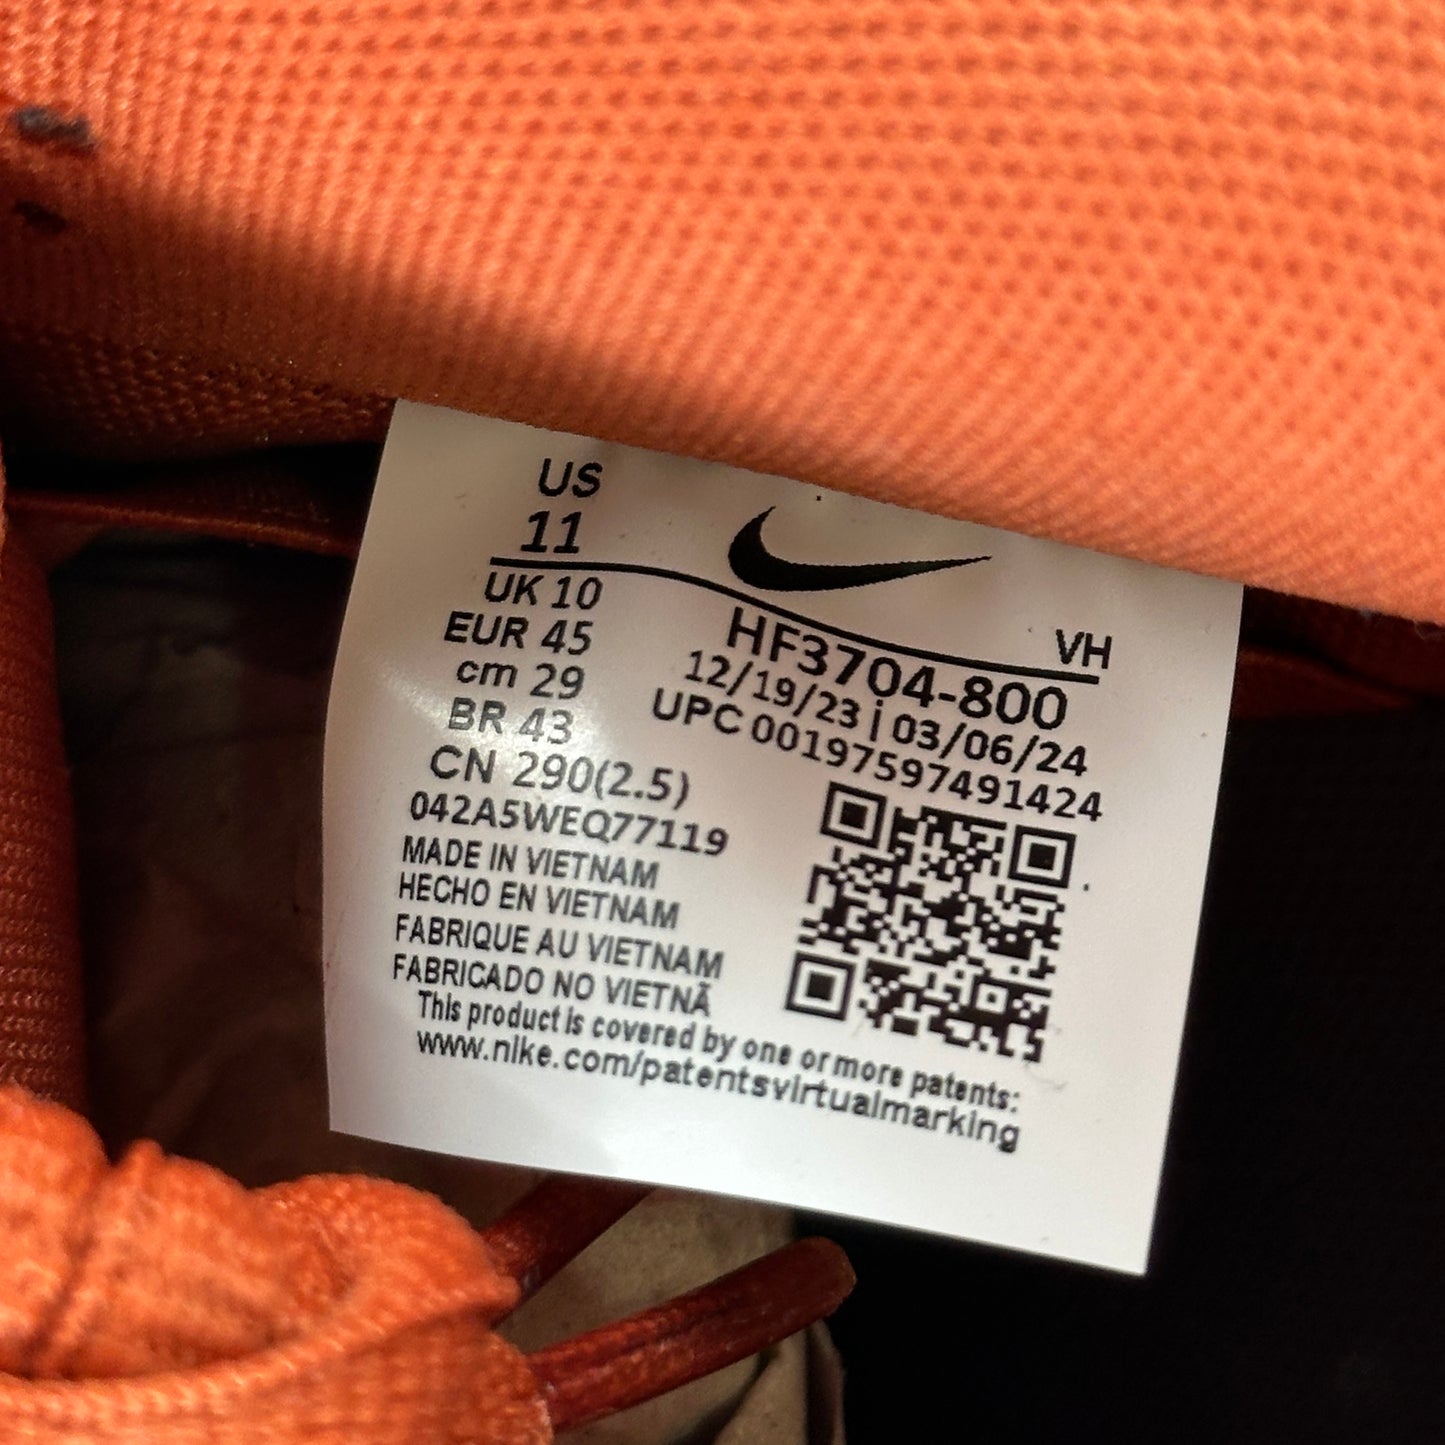 US
11
UK 10
EUR 45
cm 29
BR 43
CN 290(2.5)
042A5WEQ77119
VH
HF3704-800
12/19/23 | 03/06/24
UPC 00197597491424
MADE IN VIETNAM
HECHO EN VIETNAM
FABRIQUE AU VIETNAM
FABRICADO NO VIETNÃ
This product is covered by one or more patents:
www.nike.com/patentsvirtualmarking